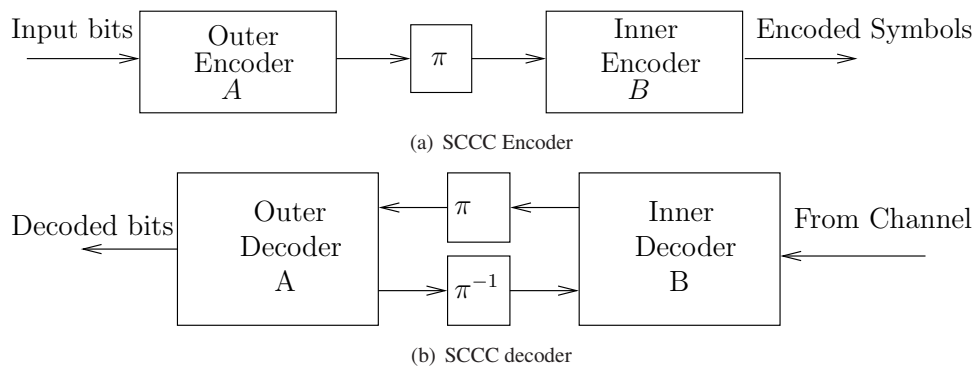 Input bits
Outer
Encoder
A
π
Inner
Encoder
B
Encoded Symbols
(a) SCCC Encoder
Decoded bits
Outer
Decoder
A
π
π⁻¹
Inner
Decoder
B
From Channel
(b) SCCC decoder